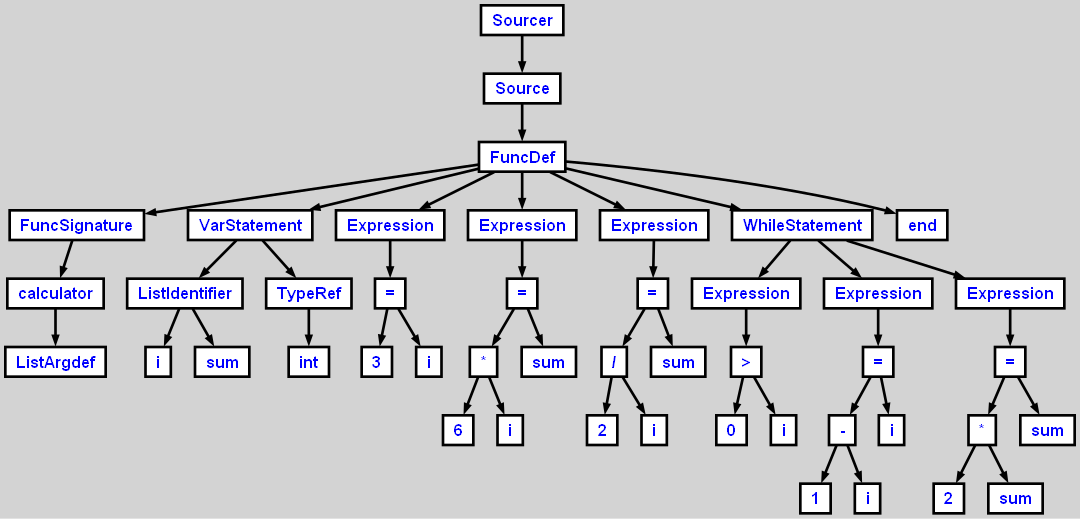 Sourcer
Source
FuncDef
FuncSignature VarStatement Expression Expression Expression WhileStatement end
calculator ListIdentifier TypeRef = = = Expression Expression Expression
ListArgdef i sum int 3 i * sum / sum > = =
6 i 2 i 0 i - i * sum
1 i 2 sum